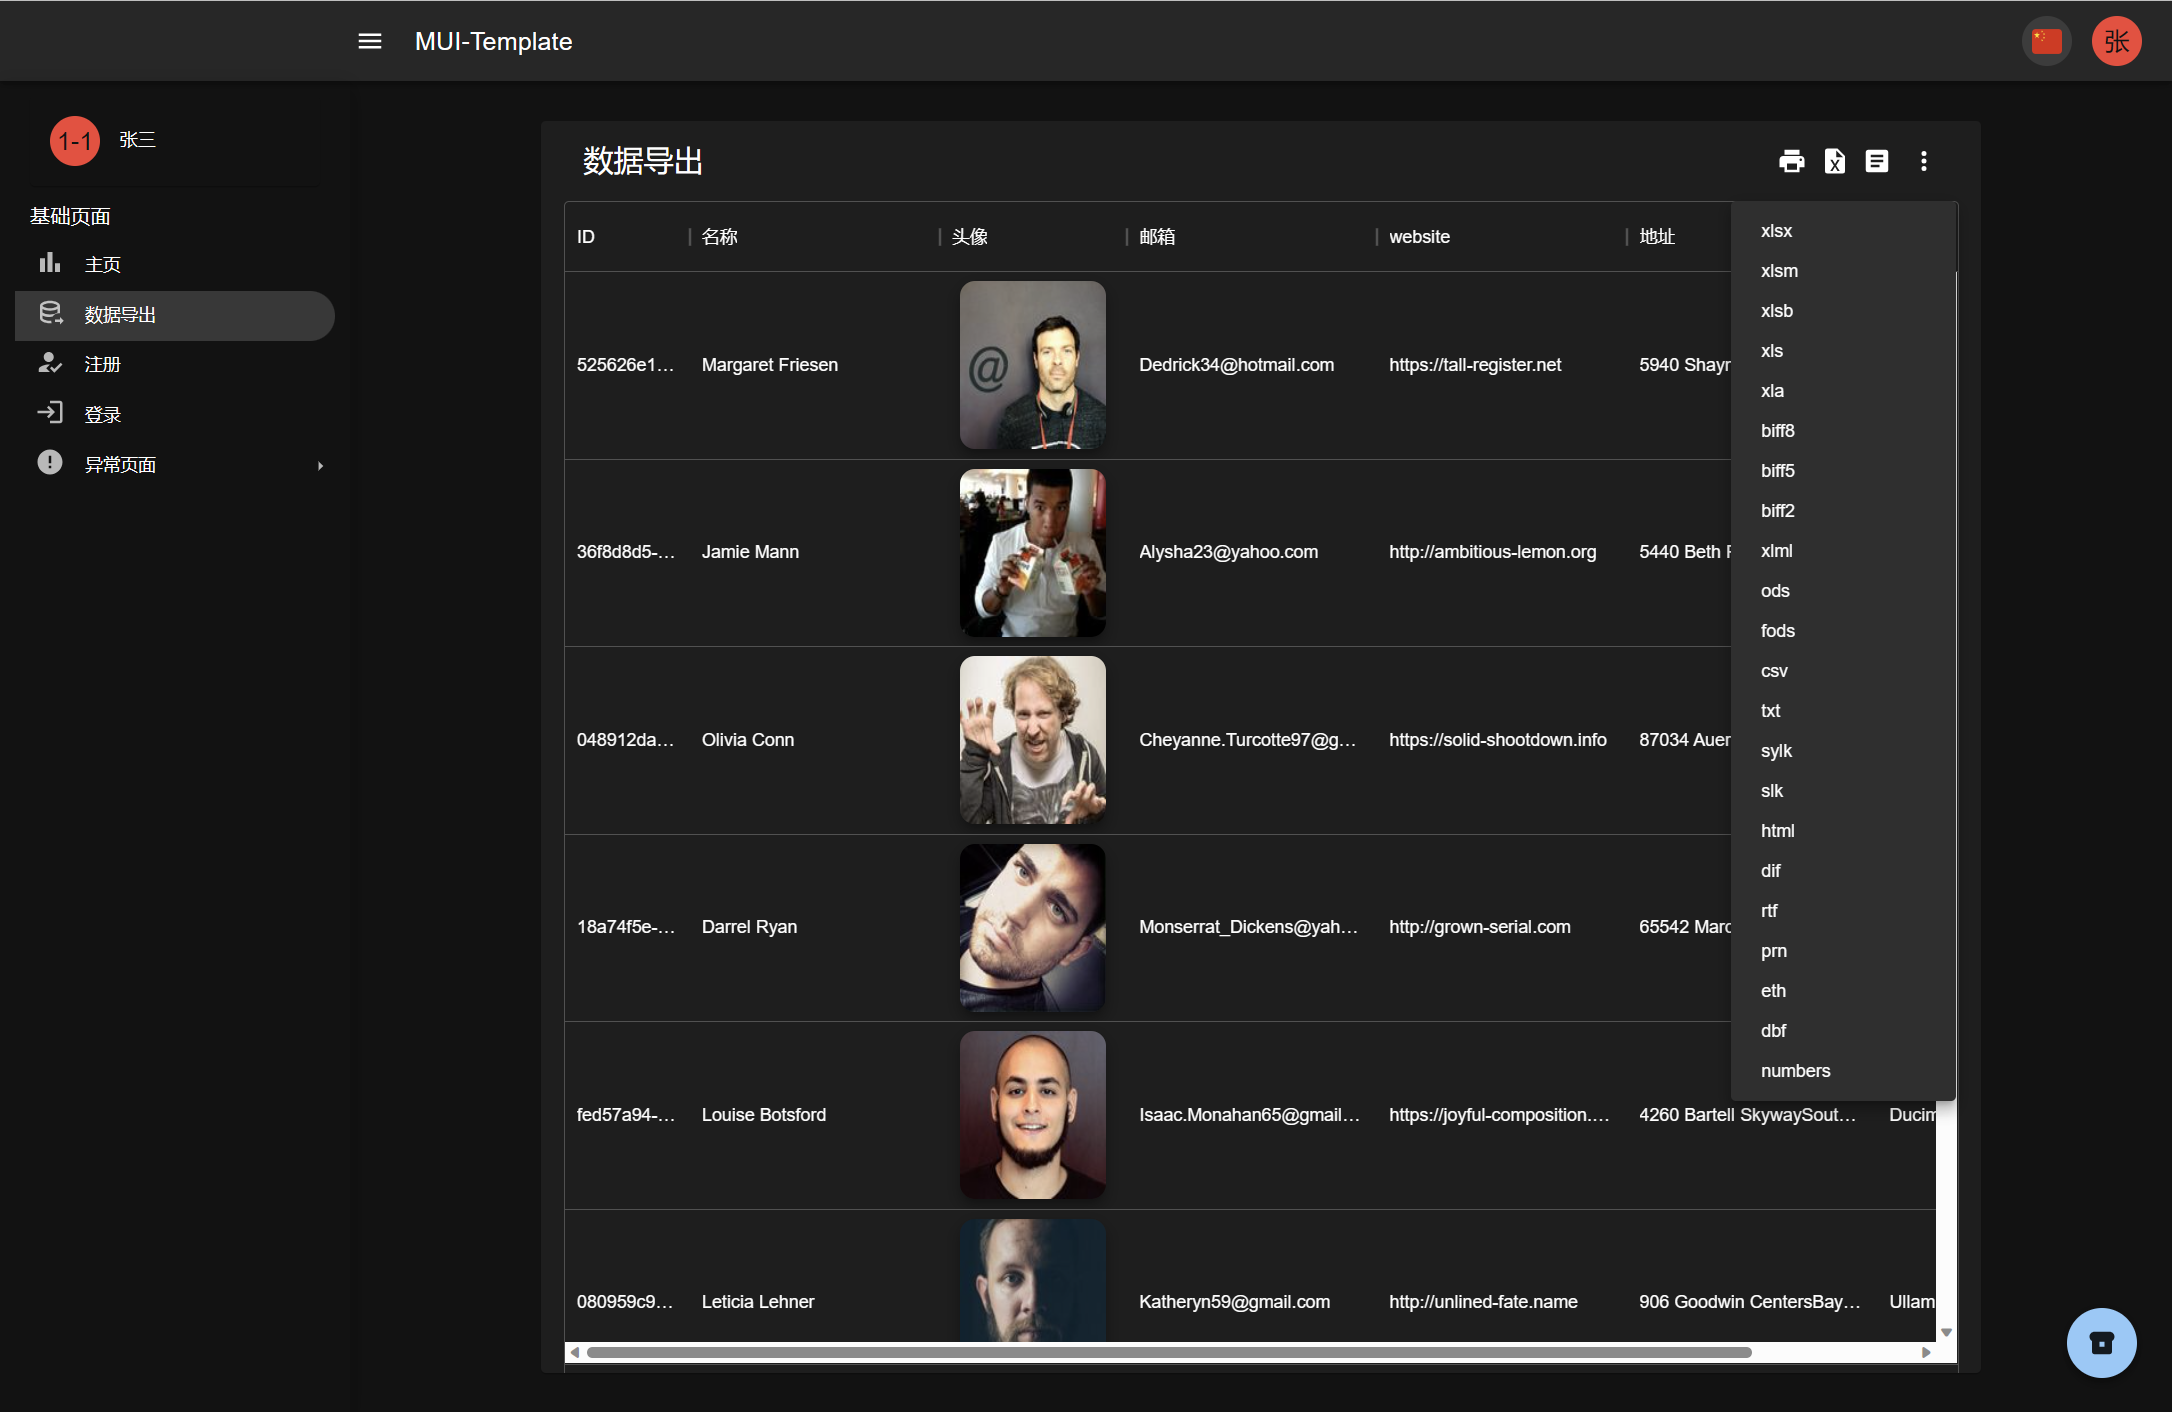 MUI-Template
张
1-1 张三
基础页面
主页
数据导出
注册
登录
异常页面
数据导出
ID 名称 头像 邮箱 website 地址
525626e1... Margaret Friesen @ Dedrick34@hotmail.com https://tall-register.net 5940 Shayr
36f8d8d5-... Jamie Mann Alysha23@yahoo.com http://ambitious-lemon.org 5440 Beth
048912da... Olivia Conn Cheyanne.Turcotte97@g... https://solid-shootdown.info 87034 Auer
18a74f5e-... Darrel Ryan Monserrat_Dickens@yah... http://grown-serial.com 65542 Marc
fed57a94-... Louise Botsford Isaac.Monahan65@gmail... https://joyful-composition.... 4260 Bartell SkywaySout... Ducim
080959c9... Leticia Lehner Katheryn59@gmail.com http://unlined-fate.name 906 Goodwin CentersBay... Ullam
xlsx
xlsm
xlsb
xls
xla
biff8
biff5
biff2
xlml
ods
fods
csv
txt
sylk
slk
html
dif
rtf
prn
eth
dbf
numbers